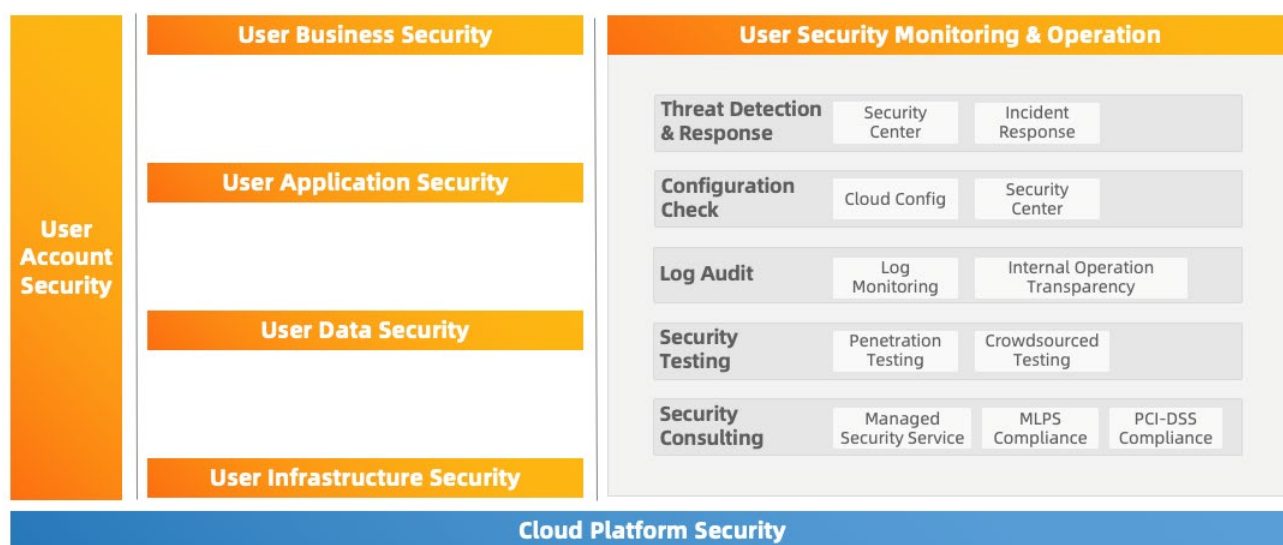 User
Account
Security
User Business Security
User Application Security
User Data Security
User Infrastructure Security
User Security Monitoring & Operation
Threat Detection
& Response
Security
Center
Incident
Response
Configuration
Check
Cloud Config
Security
Center
Log Audit
Log
Monitoring
Internal Operation
Transparency
Security
Testing
Penetration
Testing
Crowdsourced
Testing
Security
Consulting
Managed
Security Service
MLPS
Compliance
PCI-DSS
Compliance
Cloud Platform Security